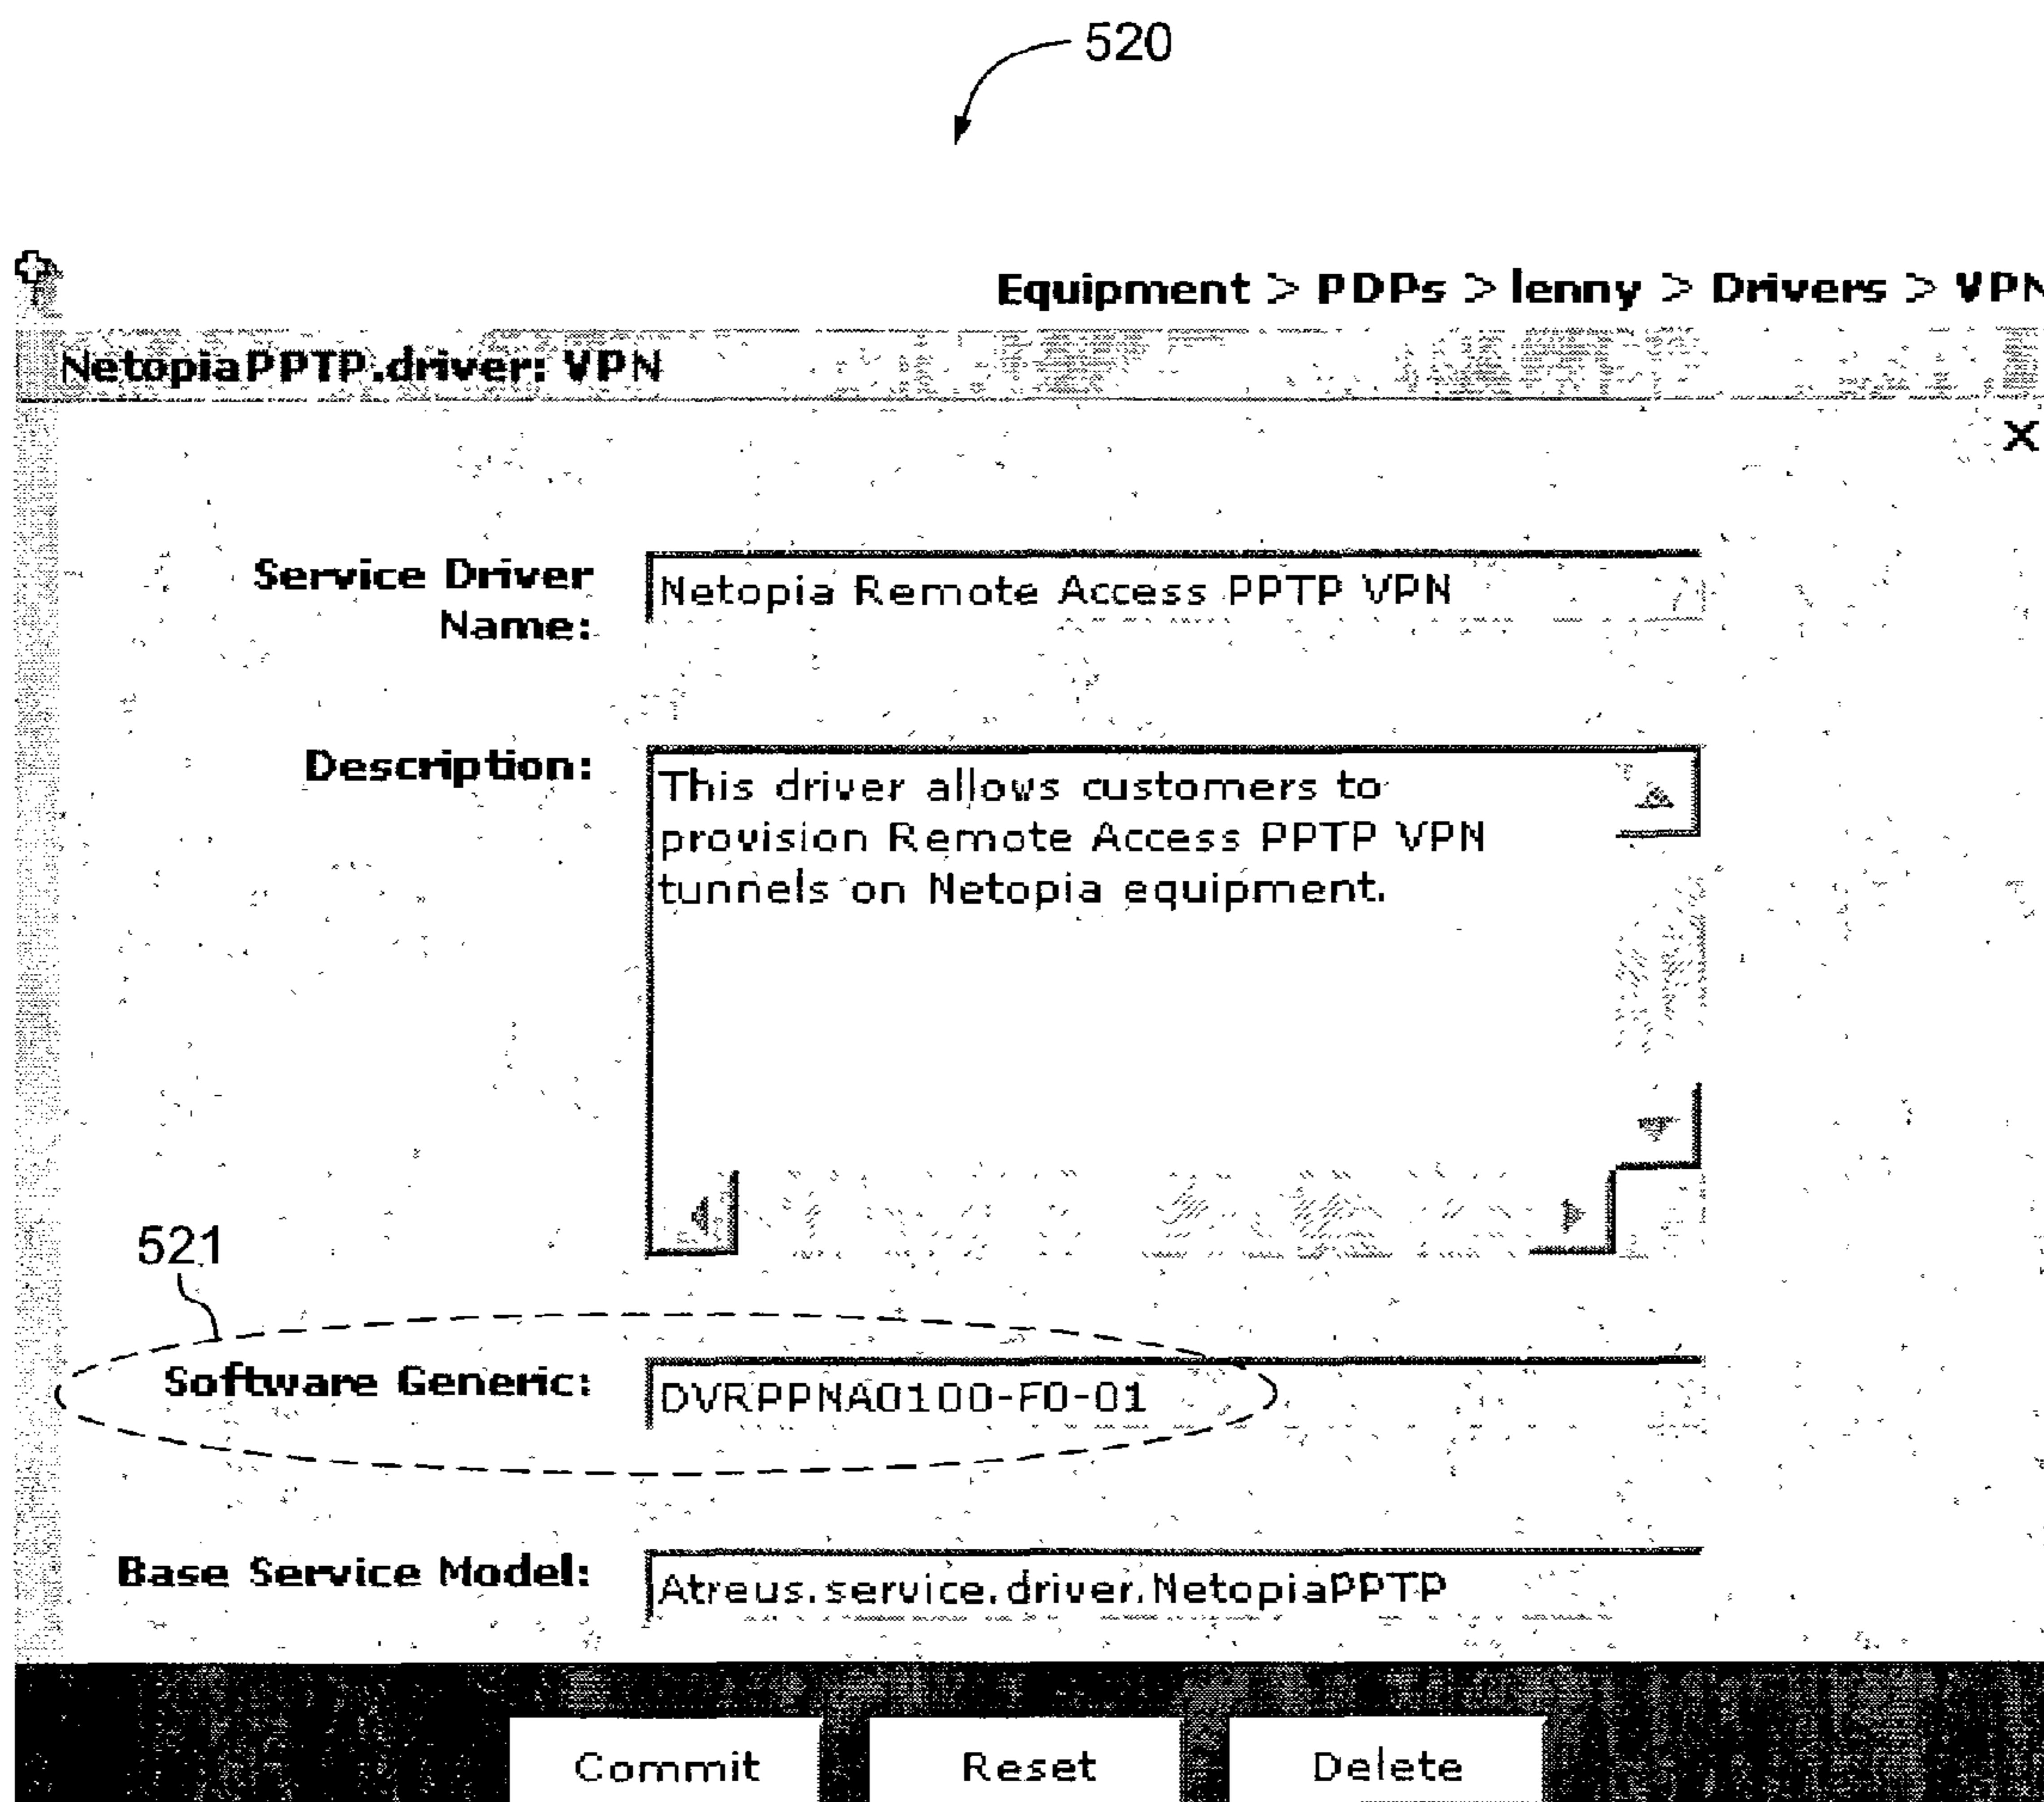 520
Equipment > PDPs > lenny > Drivers > VPN
NetopiaPPTP.driver: VPN
X
Service Driver
Name:
Netopia Remote Access PPTP VPN
Description:
This driver allows customers to
provision Remote Access PPTP VPN
tunnels on Netopia equipment.
521
Software Generic:
DVRPPNA0100-F0-01
Base Service Model:
Atreus.service.driver.NetopiaPPTP
Commit
Reset
Delete